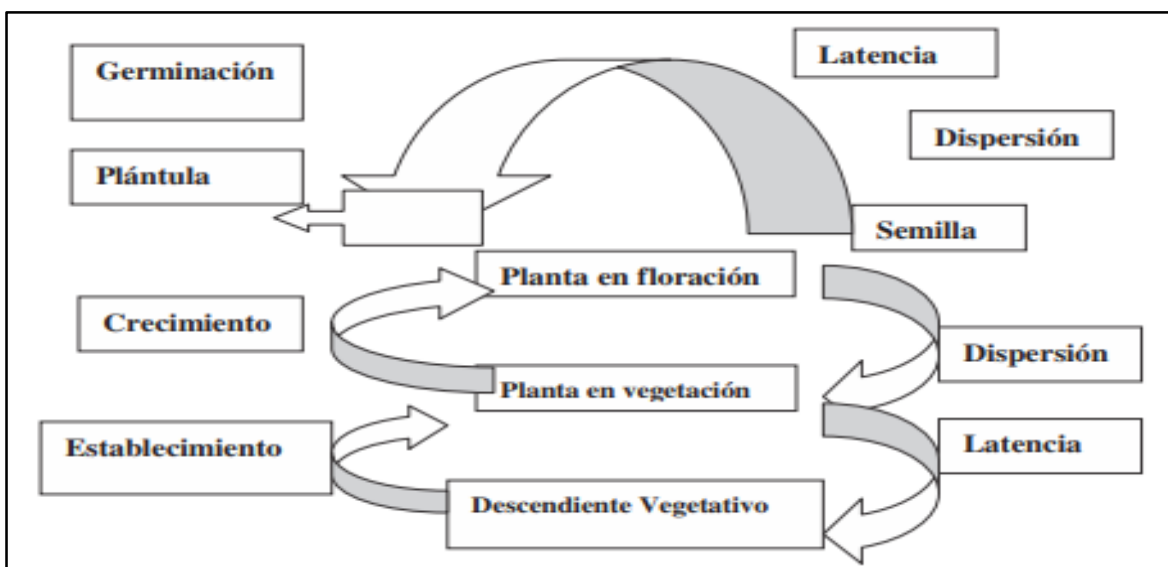 Germinación
Latencia
Dispersión
Plántula
Semilla
Planta en floración
Crecimiento
Dispersión
Planta en vegetación
Establecimiento
Latencia
Descendiente Vegetativo